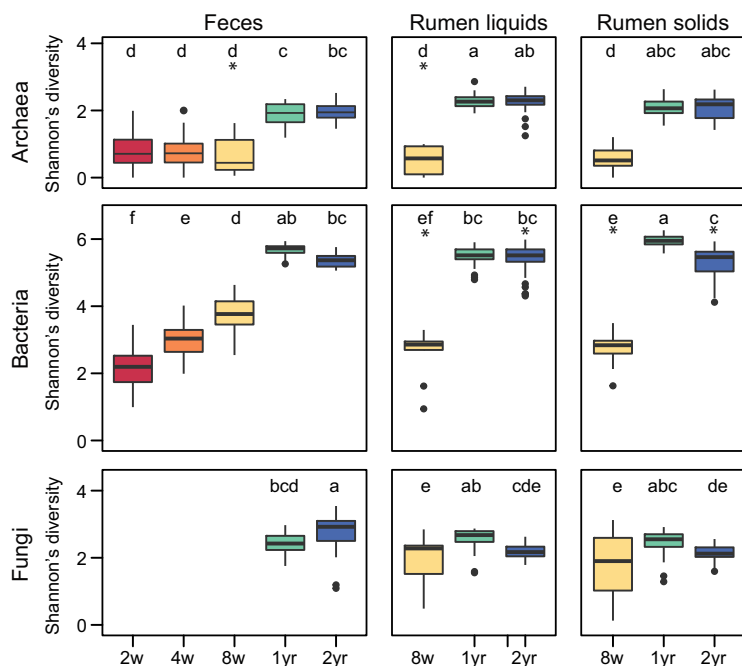 Feces Rumen liquids Rumen solids
Archaea
Shannon's diversity
4
2
0
d d d c bc
*
d a ab
*
d abc abc
Bacteria
Shannon's diversity
6
4
2
0
f e d ab bc
ef bc bc
* *
e a c
* *
Fungi
Shannon's diversity
4
2
0
bcd a
e ab cde
e abc de
2w 4w 8w 1yr 2yr
8w 1yr 2yr
8w 1yr 2yr